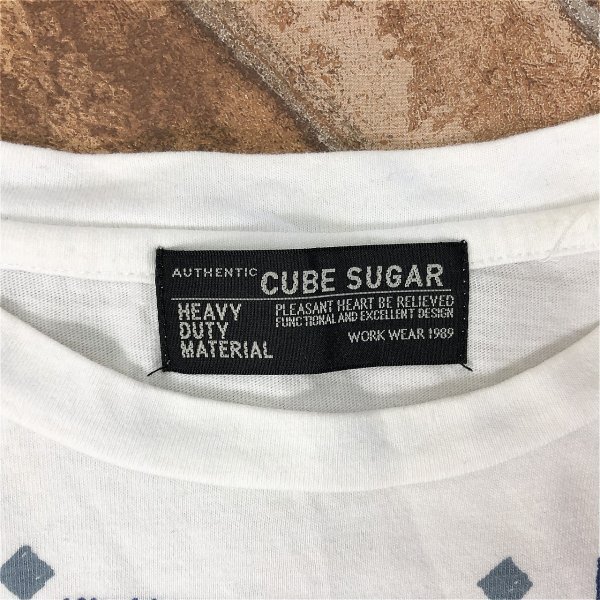 AUTHENTIC CUBE SUGAR
HEAVY
DUTY
MATERIAL
PLEASANT HEART BE RELIEVED
FUNCTIONAL AND EXCELLENT DESIGN
WORK WEAR 1989